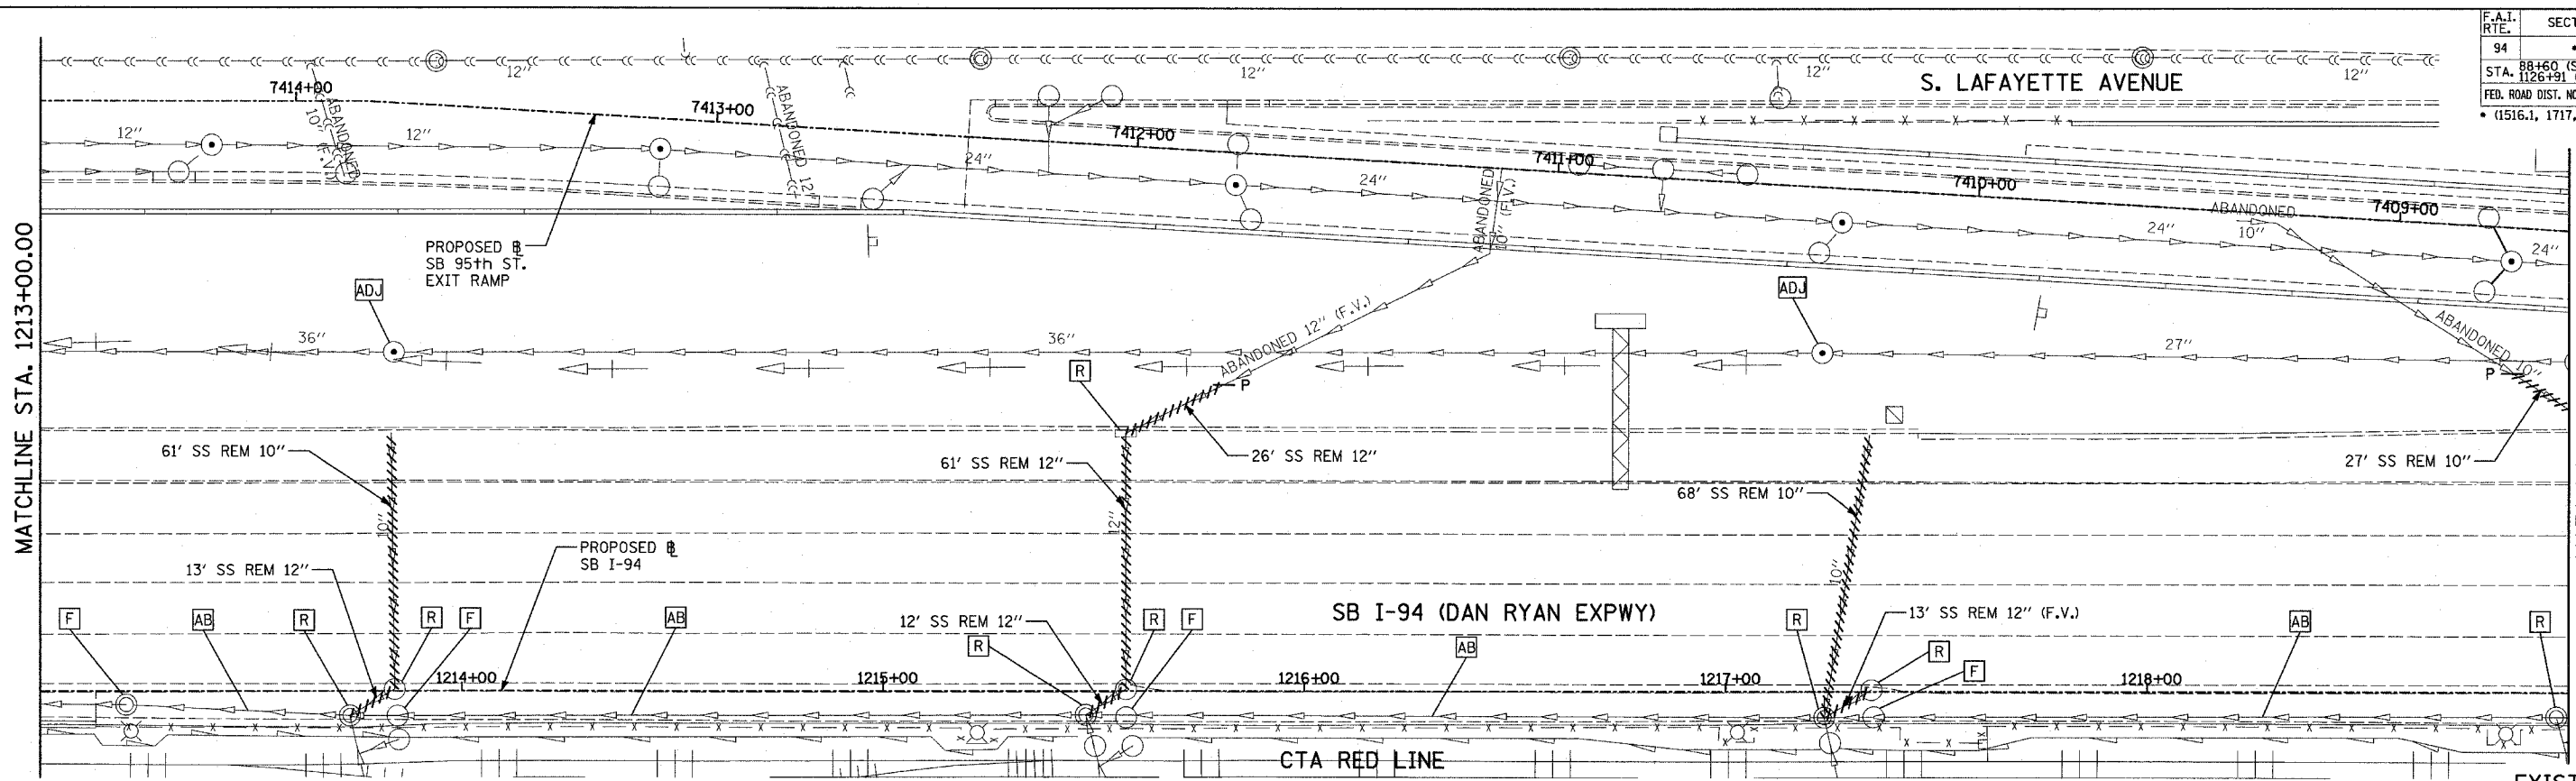 F.A.I. RTE.
SECT
94
*
STA. 88+60 (S
1126+91
FED. ROAD DIST. NO
* (1516.1, 1717,
12" 12" 12" 12"
S. LAFAYETTE AVENUE
7414+00
7413+00
7412+00
7411+00
7410+00
7409+00
ABANDONED
10" (F.V.)
ABANDONED 12"
12" 12" 24" 24" 24" 24"
ABANDONED
10" (F.V.)
ABANDONED
10"
PROPOSED ℄
SB 95th ST.
EXIT RAMP
MATCHLINE STA. 1213+00.00
ADJ
ADJ
36" 36" 27"
ABANDONED 12" (F.V.)
ABANDONED 10"
R
P
P
61' SS REM 10"
61' SS REM 12"
26' SS REM 12"
68' SS REM 10"
27' SS REM 10"
10"
12"
10"
PROPOSED ℄
SB I-94
13' SS REM 12"
12' SS REM 12"
13' SS REM 12" (F.V.)
SB I-94 (DAN RYAN EXPWY)
F AB R R F AB R R F AB R R F AB R
1214+00
1215+00
1216+00
1217+00
1218+00
CTA RED LINE